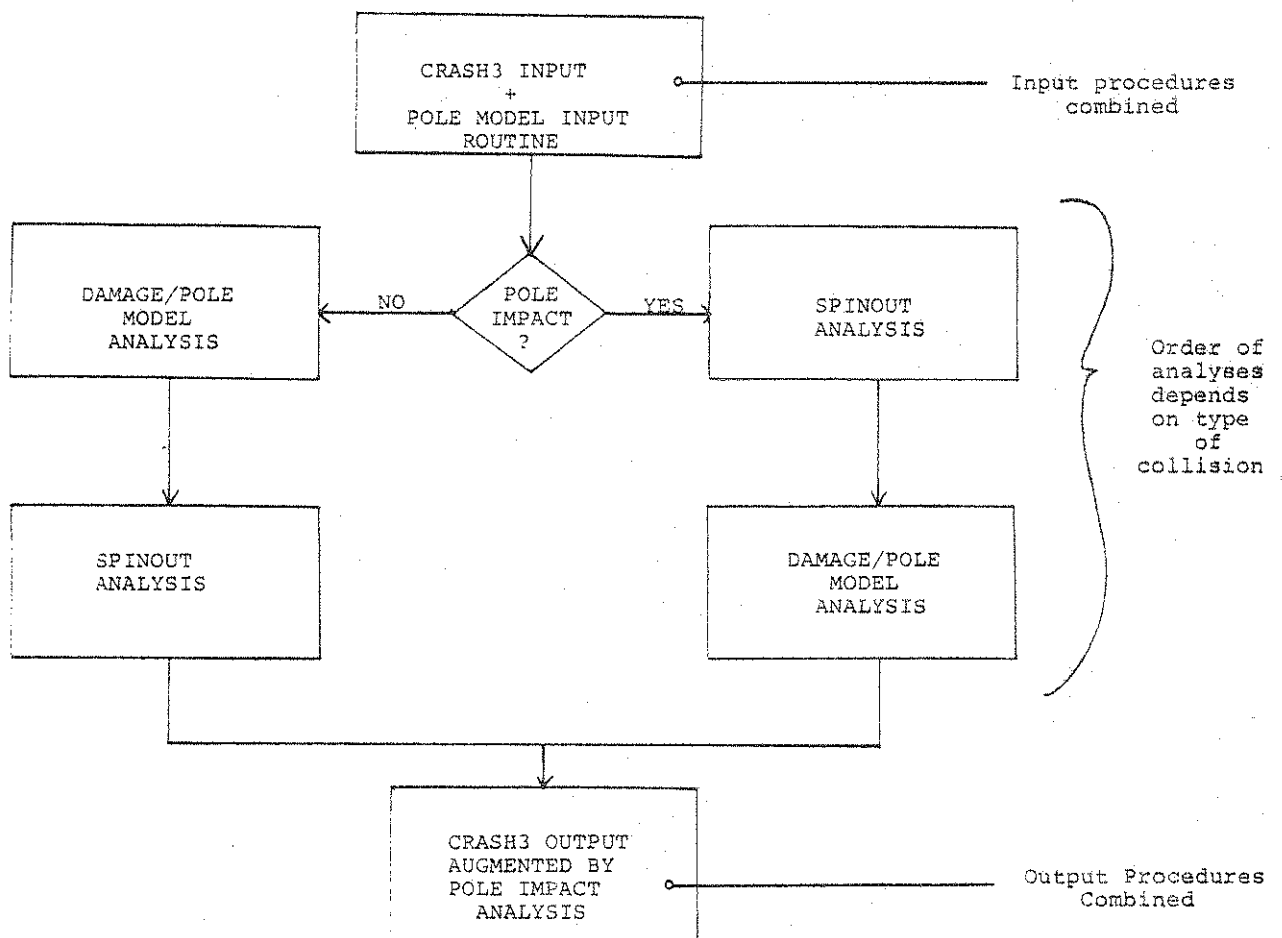 CRASH3 INPUT
+
POLE MODEL INPUT
ROUTINE
Input procedures
combined
DAMAGE/POLE
MODEL
ANALYSIS
NO
POLE
IMPACT
?
YES
SPINOUT
ANALYSIS
Order of
analyses
depends
on type
of
collision
SPINOUT
ANALYSIS
DAMAGE/POLE
MODEL
ANALYSIS
CRASH3 OUTPUT
AUGMENTED BY
POLE IMPACT
ANALYSIS
Output Procedures
Combined